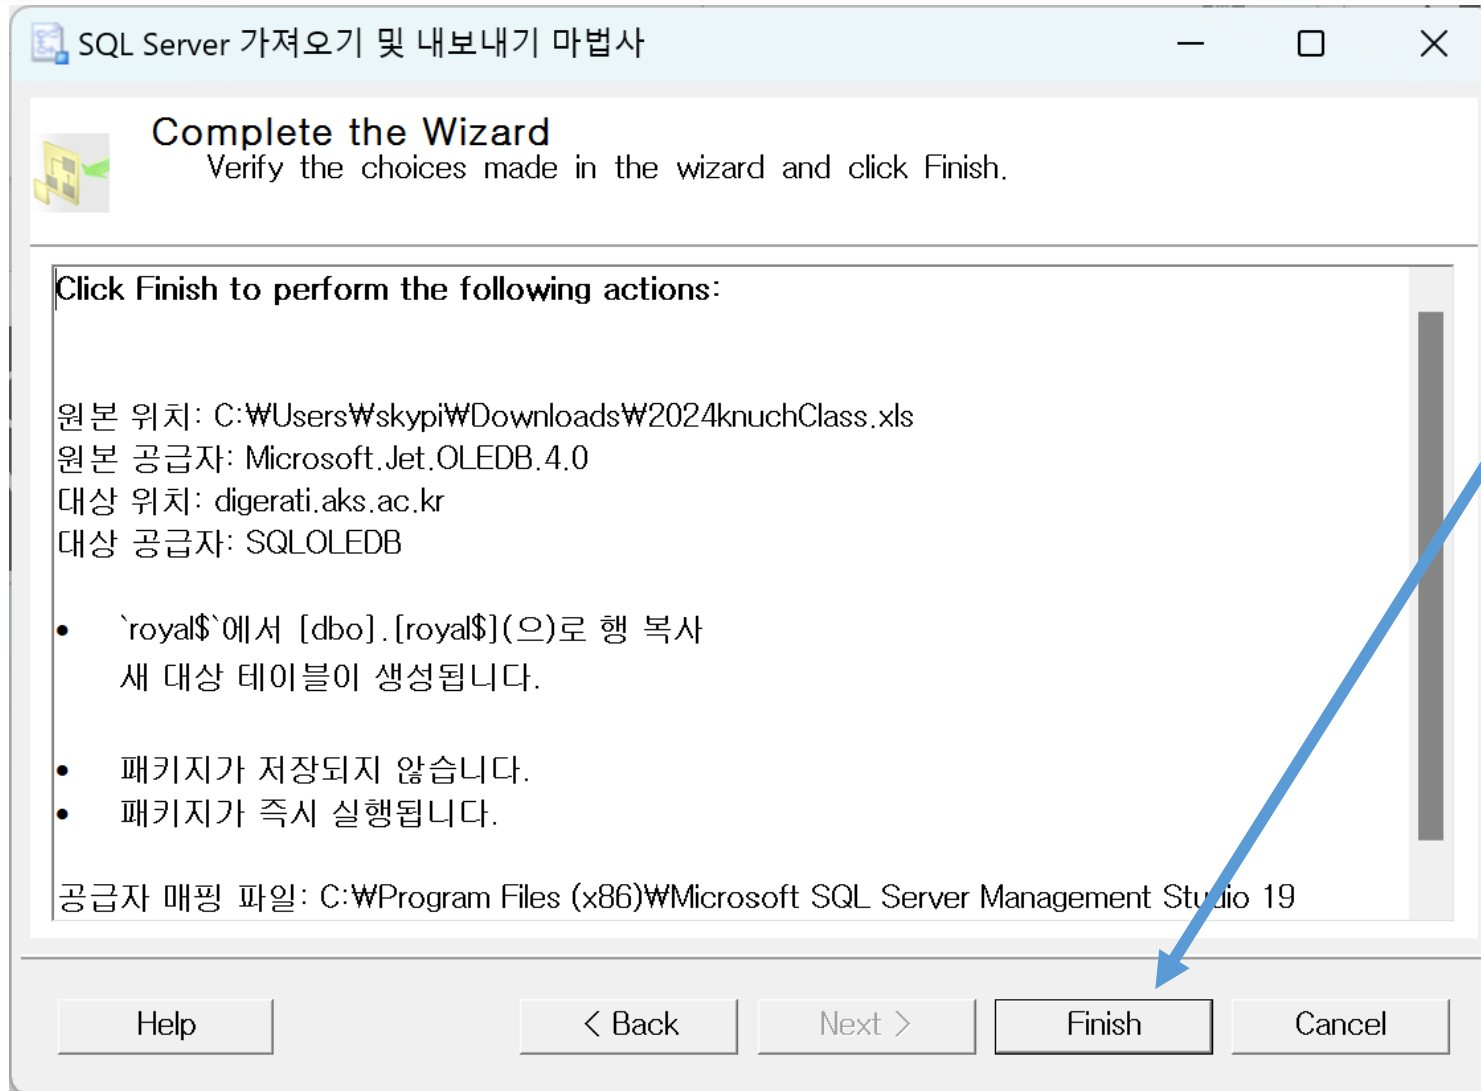 SQL Server 가져오기 및 내보내기 마법사
Complete the Wizard
Verify the choices made in the wizard and click Finish.
Click Finish to perform the following actions:
원본 위치: C:₩Users₩skypi₩Downloads₩2024knuchClass.xls
원본 공급자: Microsoft.Jet.OLEDB.4.0
대상 위치: digerati.aks.ac.kr
대상 공급자: SQLOLEDB
• `royal$`에서 [dbo].[royal$](으)로 행 복사
새 대상 테이블이 생성됩니다.
• 패키지가 저장되지 않습니다.
• 패키지가 즉시 실행됩니다.
공급자 매핑 파일: C:₩Program Files (x86)₩Microsoft SQL Server Management Studio 19
Help < Back Next > Finish Cancel